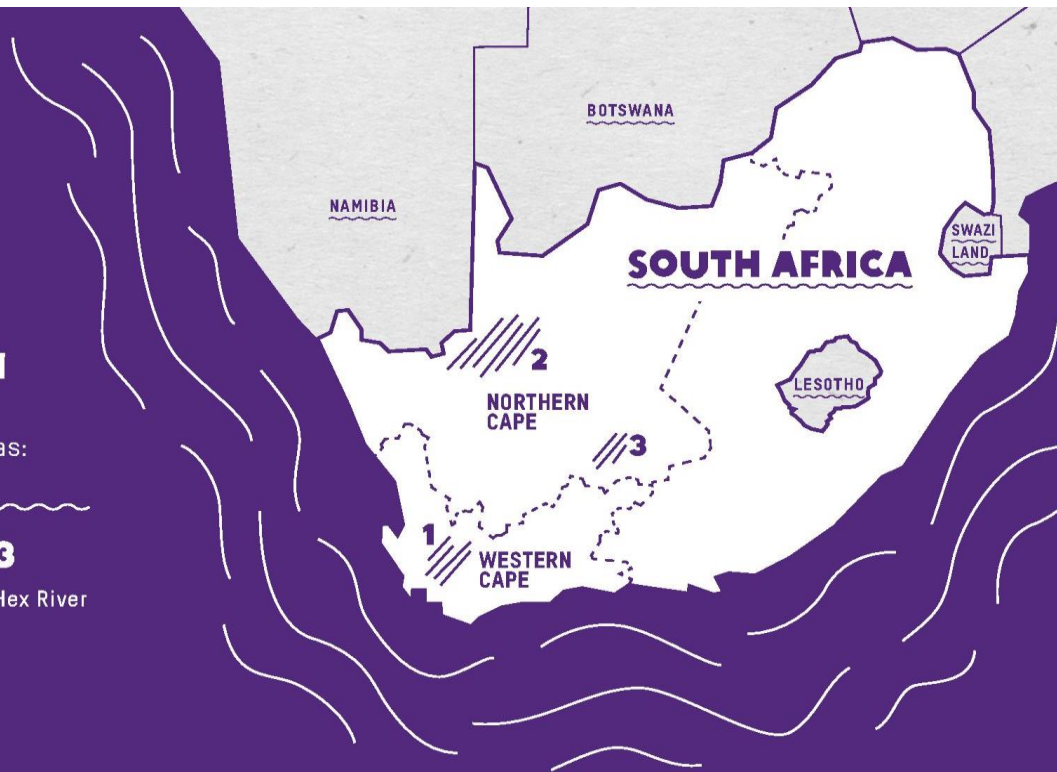 BOTSWANA
NAMIBIA
SWAZI
LAND
SOUTH AFRICA
2
LESOTHO
NORTHERN
CAPE
3
as:
1
WESTERN
CAPE
3
Hex River